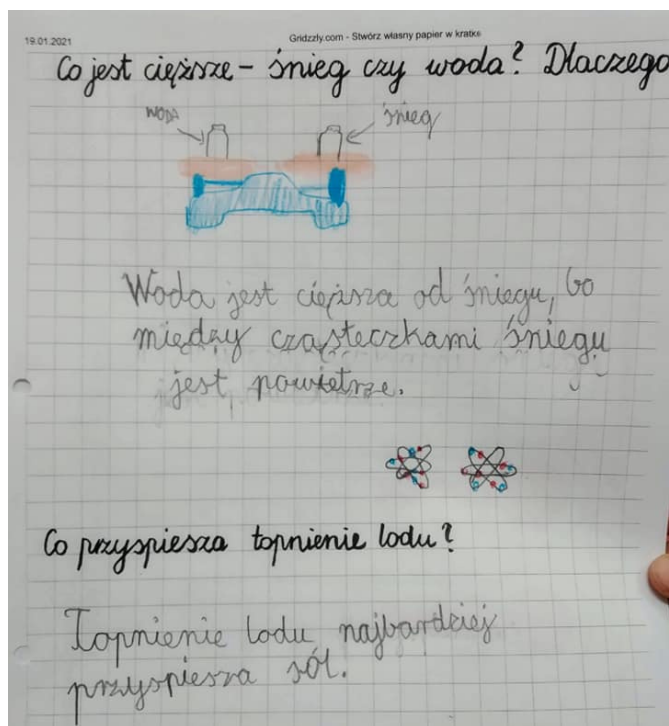 19.01.2021
Gridzzly.com - Stwórz własny papier w kratkę
Co jest cięższe - śnieg czy woda? Dlaczego
WODA
śnieg
Woda jest cięższa od śniegu, bo
między cząsteczkami śniegu
jest powietrze.
Co przyspiesza topnienie lodu?
Topnienie lodu najbardziej
przyspiesza sól.